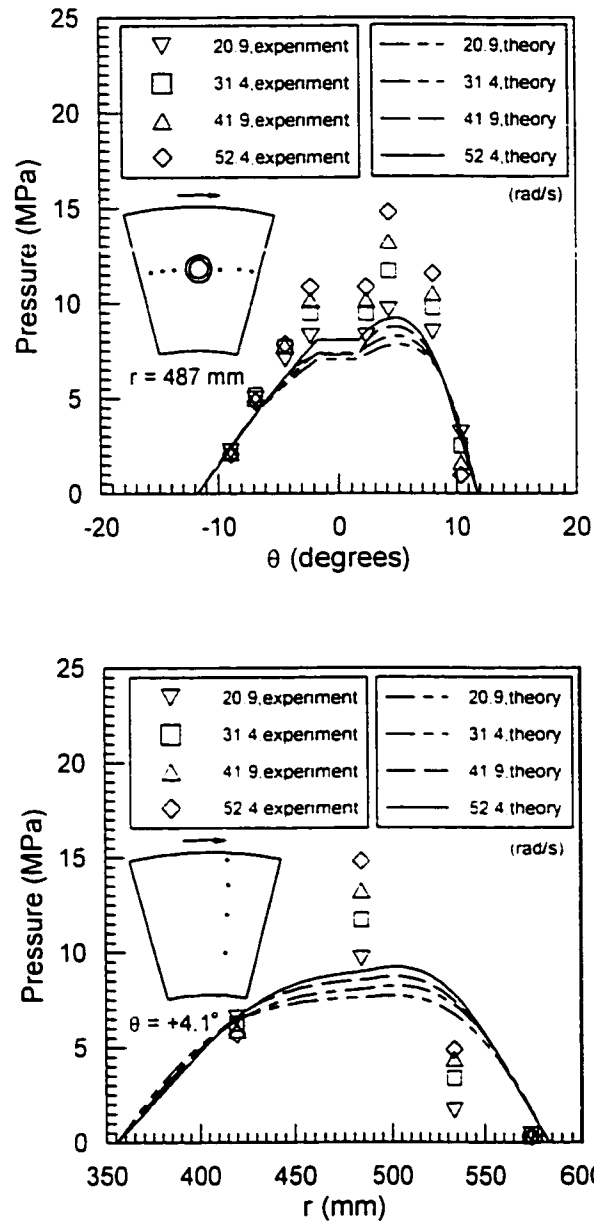 25
20
15
10
5
0
Pressure (MPa)
20.9,experiment
31.4,experiment
41.9,experiment
52.4,experiment
20.9,theory
31.4,theory
41.9,theory
52.4,theory
(rad/s)
r = 487 mm
-20 -10 0 10 20
θ (degrees)
25
20
15
10
5
0
Pressure (MPa)
20.9,experiment
31.4,experiment
41.9,experiment
52.4,experiment
20.9,theory
31.4,theory
41.9,theory
52.4,theory
(rad/s)
θ = +4.1°
350 400 450 500 550 600
r (mm)